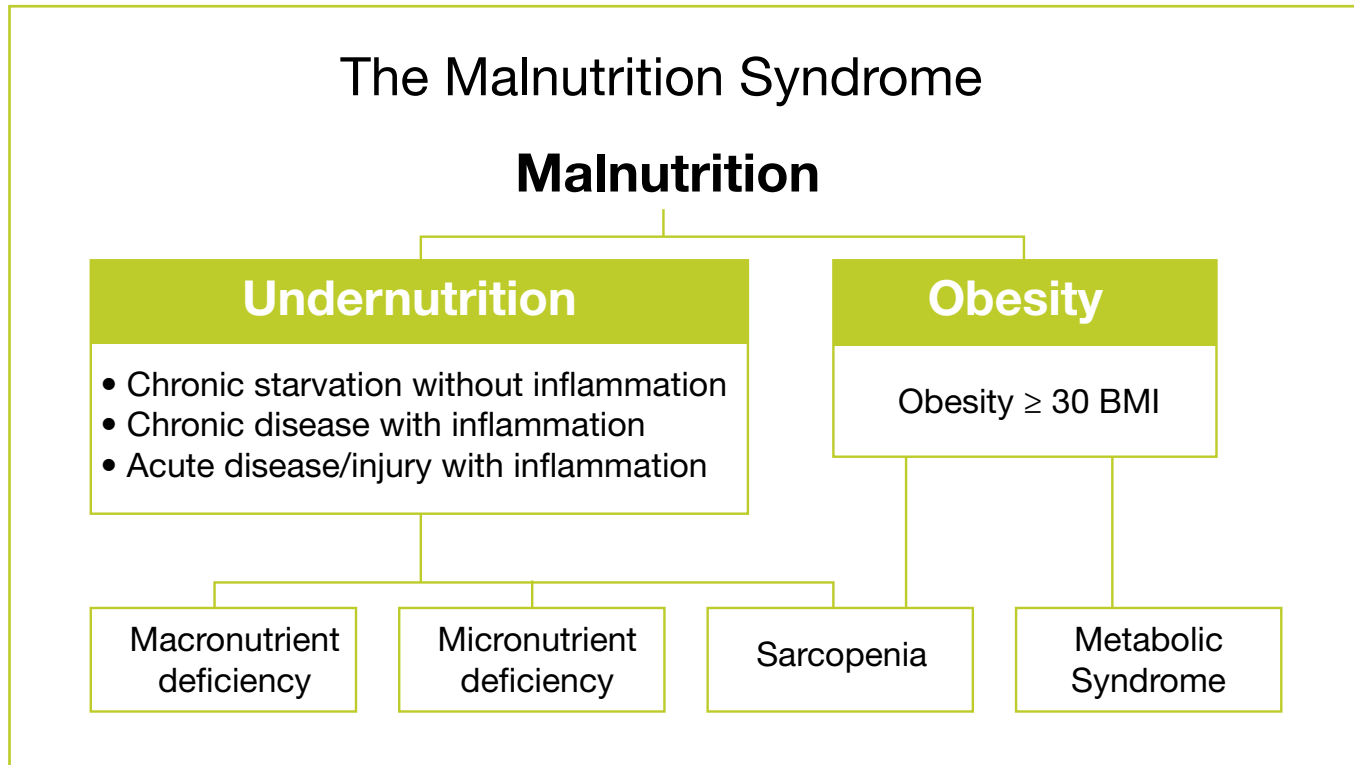 The Malnutrition Syndrome
Malnutrition
Undernutrition
• Chronic starvation without inflammation
• Chronic disease with inflammation
• Acute disease/injury with inflammation
Obesity
Obesity ≥ 30 BMI
Macronutrient
deficiency
Micronutrient
deficiency
Sarcopenia
Metabolic
Syndrome